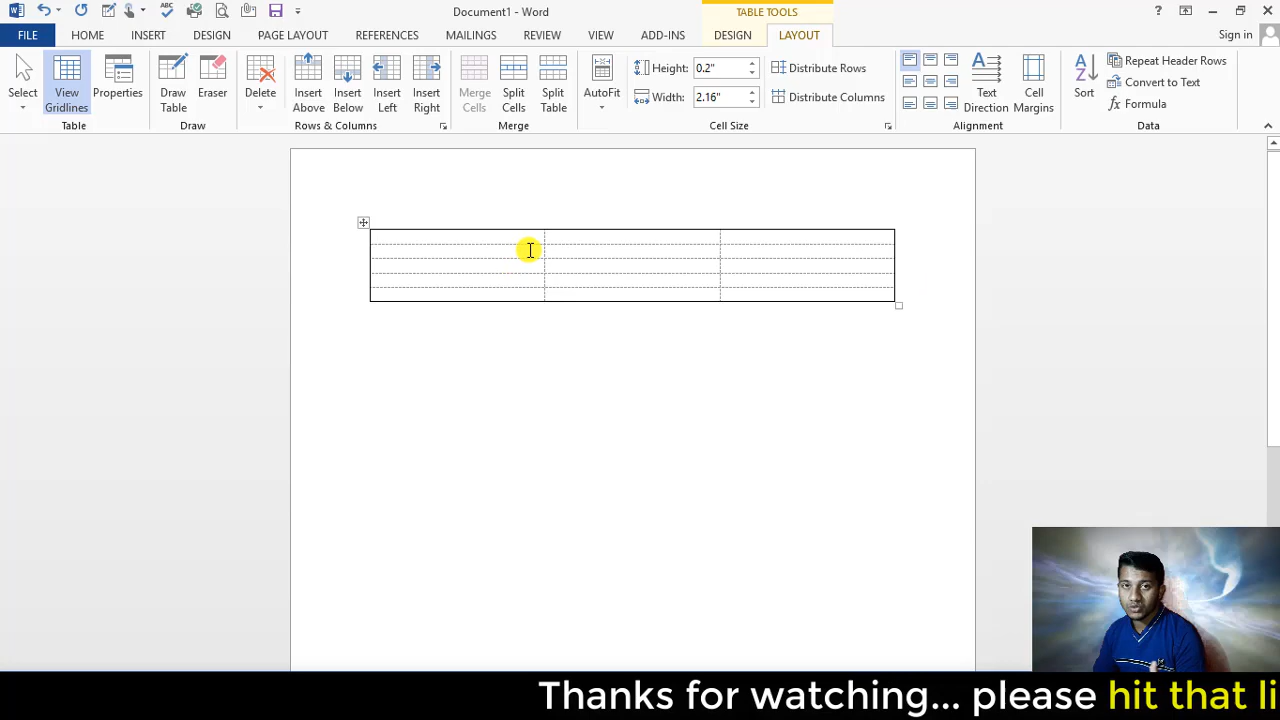 Document1 - Word
TABLE TOOLS
?
FILE
HOME
INSERT
DESIGN
PAGE LAYOUT
REFERENCES
MAILINGS
REVIEW
VIEW
ADD-INS
DESIGN
LAYOUT
Sign in
Select
View Gridlines
Properties
Table
Draw Table
Eraser
Draw
Delete
Insert Above
Insert Below
Insert Left
Insert Right
Rows & Columns
Merge Cells
Split Cells
Split Table
Merge
AutoFit
Height: 0.2"
Width: 2.16"
Distribute Rows
Distribute Columns
Cell Size
Text Direction
Cell Margins
Alignment
Sort
Repeat Header Rows
Convert to Text
Formula
Data
Thanks for watching... please hit that li